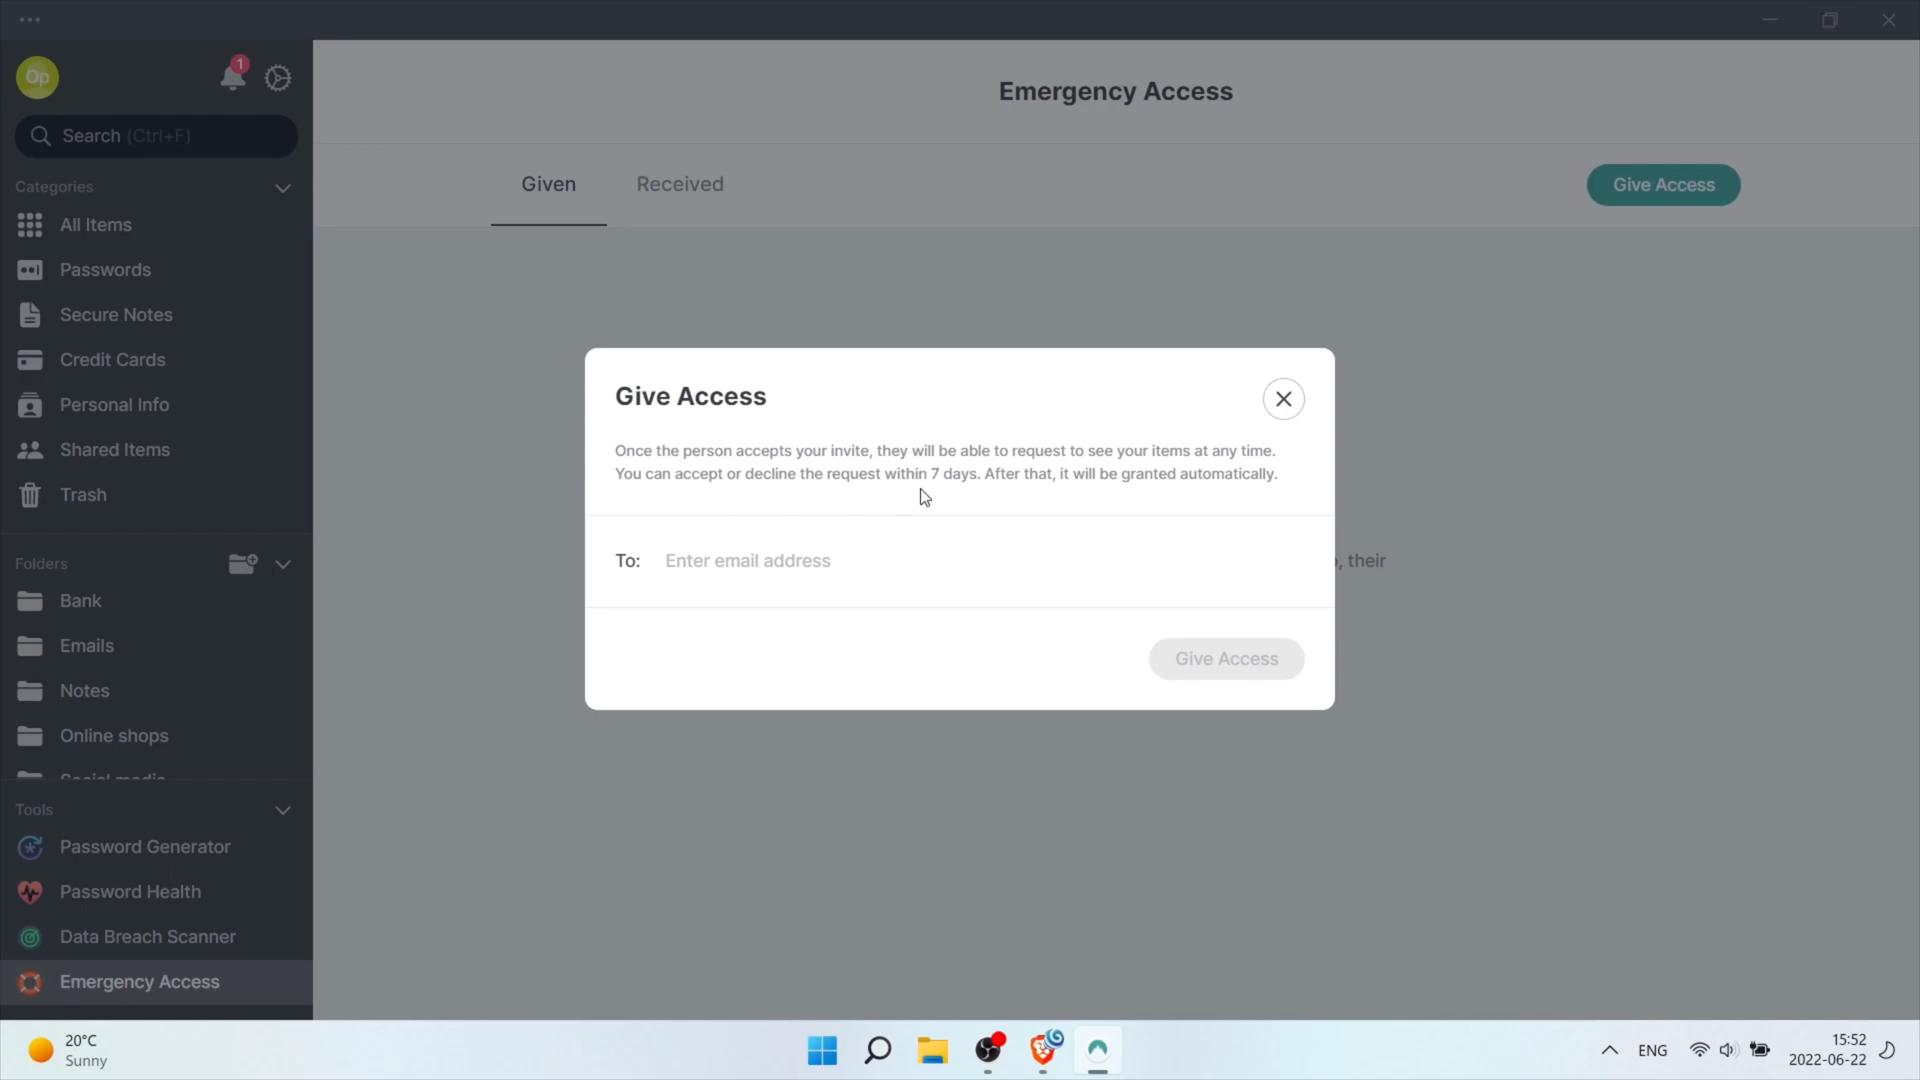 Op
1
Search (Ctrl+F)
Categories
All Items
Passwords
Secure Notes
Credit Cards
Personal Info
Shared Items
Trash
Folders
Bank
Emails
Notes
Online shops
Social media
Tools
Password Generator
Password Health
Data Breach Scanner
Emergency Access
Emergency Access
Given
Received
Give Access
Give Access
Once the person accepts your invite, they will be able to request to see your items at any time.
You can accept or decline the request within 7 days. After that, it will be granted automatically.
To: Enter email address
, their
Give Access
20°C
Sunny
ENG
15:52
2022-06-22